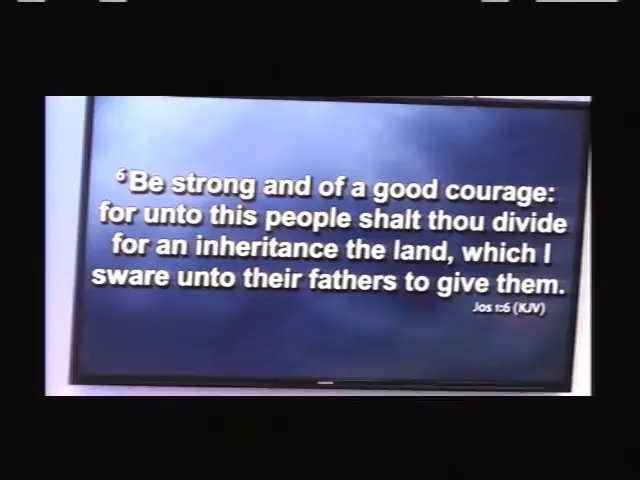 6 Be strong and of a good courage:
for unto this people shalt thou divide
for an inheritance the land, which I
sware unto their fathers to give them.
Jos 1:6 (KJV)